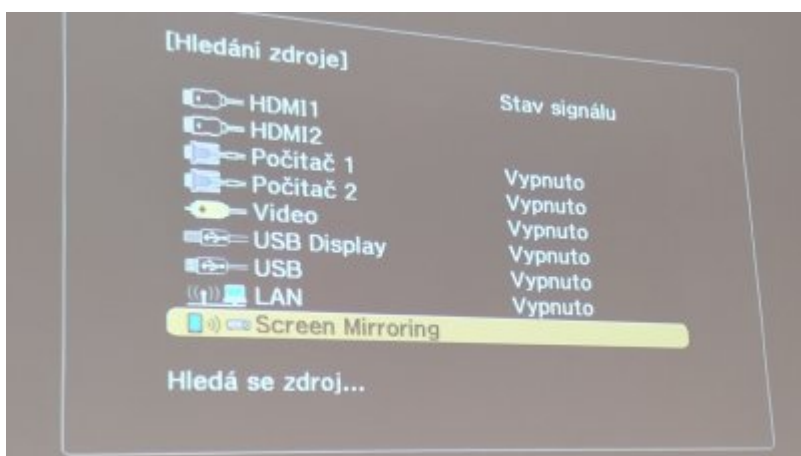 [Hledání zdroje]
Stav signálu
HDMI1
HDMI2
Počítač 1 Vypnuto
Počítač 2 Vypnuto
Video Vypnuto
USB Display Vypnuto
USB Vypnuto
LAN Vypnuto
Screen Mirroring
Hledá se zdroj...